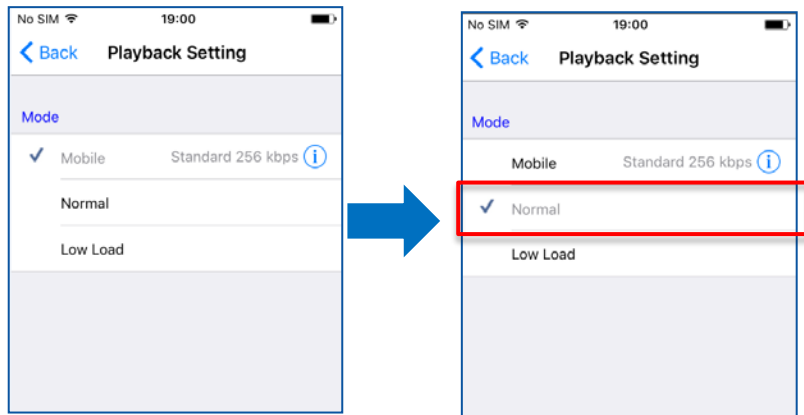 No SIM 19:00
Back Playback Setting
Mode
Mobile Standard 256 kbps i
Normal
Low Load
No SIM 19:00
Back Playback Setting
Mode
Mobile Standard 256 kbps i
Normal
Low Load